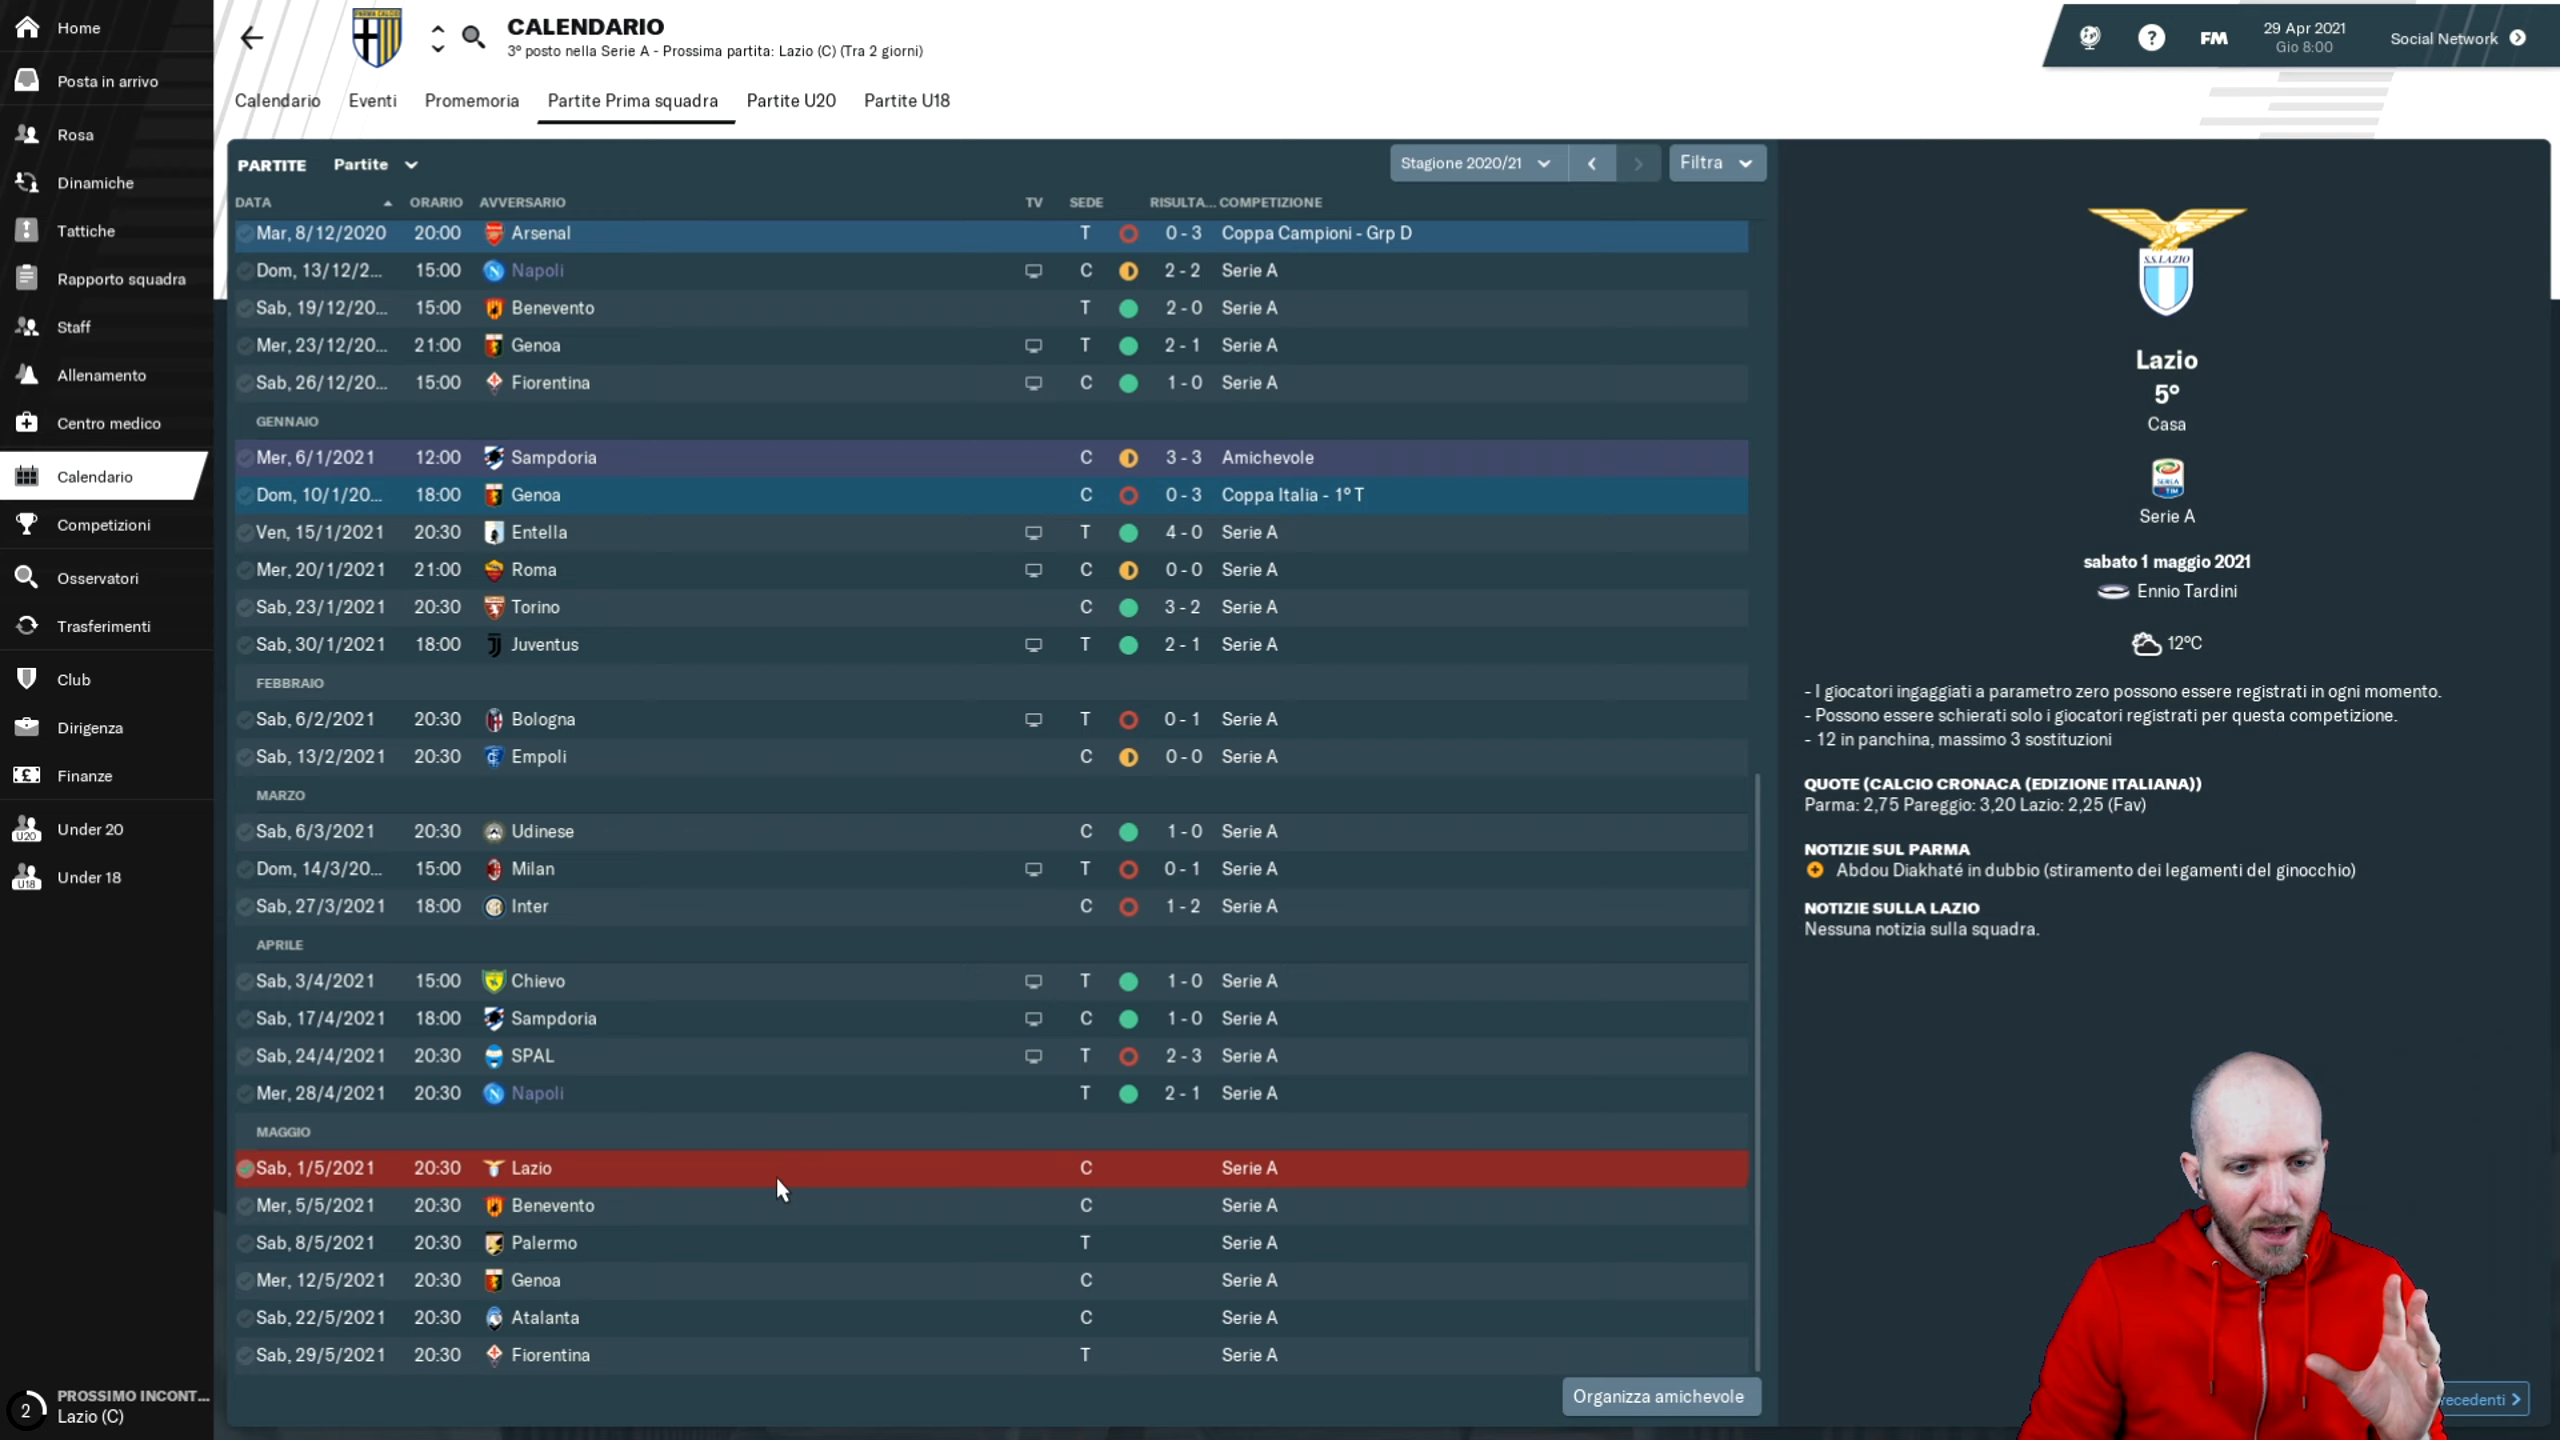 Home
Posta in arrivo
Rosa
Dinamiche
Tattiche
Rapporto squadra
Staff
Allenamento
Centro medico
Calendario
Competizioni
Osservatori
Trasferimenti
Club
Dirigenza
Finanze
U20 Under 20
U18 Under 18
2 PROSSIMO INCONT...
Lazio (C)
PARMA CALCIO
CALENDARIO
3º posto nella Serie A - Prossima partita: Lazio (C) (Tra 2 giorni)
? FM 29 Apr 2021
Gio 8:00
Social Network
Calendario Eventi Promemoria Partite Prima squadra Partite U20 Partite U18
PARTITE Partite Stagione 2020/21 Filtra
DATA ORARIO AVVERSARIO TV SEDE RISULTA... COMPETIZIONE
Mar, 8/12/2020 20:00 Arsenal T 0 - 3 Coppa Campioni - Grp D
Dom, 13/12/2... 15:00 Napoli C 2 - 2 Serie A
Sab, 19/12/20... 15:00 Benevento T 2 - 0 Serie A
Mer, 23/12/20... 21:00 Genoa T 2 - 1 Serie A
Sab, 26/12/20... 15:00 Fiorentina C 1 - 0 Serie A
GENNAIO
Mer, 6/1/2021 12:00 Sampdoria C 3 - 3 Amichevole
Dom, 10/1/20... 18:00 Genoa C 0 - 3 Coppa Italia - 1º T
Ven, 15/1/2021 20:30 Entella T 4 - 0 Serie A
Mer, 20/1/2021 21:00 Roma C 0 - 0 Serie A
Sab, 23/1/2021 20:30 Torino C 3 - 2 Serie A
Sab, 30/1/2021 18:00 Juventus T 2 - 1 Serie A
FEBBRAIO
Sab, 6/2/2021 20:30 Bologna T 0 - 1 Serie A
Sab, 13/2/2021 20:30 Empoli C 0 - 0 Serie A
MARZO
Sab, 6/3/2021 20:30 Udinese C 1 - 0 Serie A
Dom, 14/3/20... 15:00 Milan T 0 - 1 Serie A
Sab, 27/3/2021 18:00 Inter C 1 - 2 Serie A
APRILE
Sab, 3/4/2021 15:00 Chievo T 1 - 0 Serie A
Sab, 17/4/2021 18:00 Sampdoria C 1 - 0 Serie A
Sab, 24/4/2021 20:30 SPAL T 2 - 3 Serie A
Mer, 28/4/2021 20:30 Napoli T 2 - 1 Serie A
MAGGIO
Sab, 1/5/2021 20:30 Lazio C Serie A
Mer, 5/5/2021 20:30 Benevento C Serie A
Sab, 8/5/2021 20:30 Palermo T Serie A
Mer, 12/5/2021 20:30 Genoa C Serie A
Sab, 22/5/2021 20:30 Atalanta C Serie A
Sab, 29/5/2021 20:30 Fiorentina T Serie A
Organizza amichevole
S.S. LAZIO
Lazio
5º
Casa
SERIE A TIM
Serie A
sabato 1 maggio 2021
Ennio Tardini
12ºC
- I giocatori ingaggiati a parametro zero possono essere registrati in ogni momento.
- Possono essere schierati solo i giocatori registrati per questa competizione.
- 12 in panchina, massimo 3 sostituzioni
QUOTE (CALCIO CRONACA (EDIZIONE ITALIANA))
Parma: 2,75 Pareggio: 3,20 Lazio: 2,25 (Fav)
NOTIZIE SUL PARMA
Abdou Diakhaté in dubbio (stiramento dei legamenti del ginocchio)
NOTIZIE SULLA LAZIO
Nessuna notizia sulla squadra.
recedenti